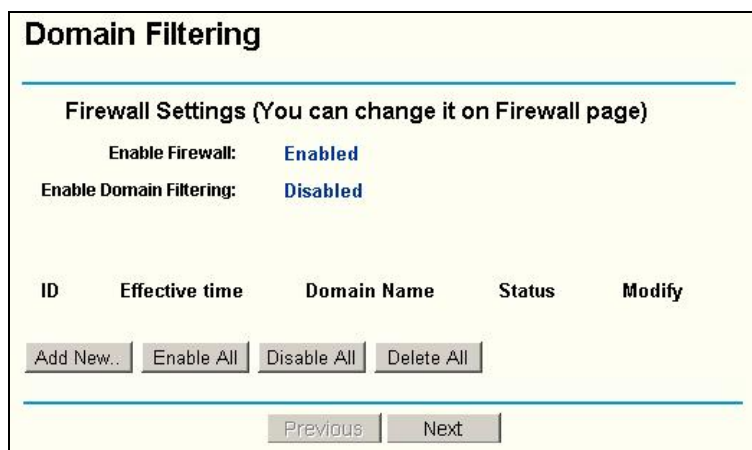 Domain Filtering
Firewall Settings (You can change it on Firewall page)
Enable Firewall: Enabled
Enable Domain Filtering: Disabled
ID Effective time Domain Name Status Modify
Add New.. Enable All Disable All Delete All
Previous Next